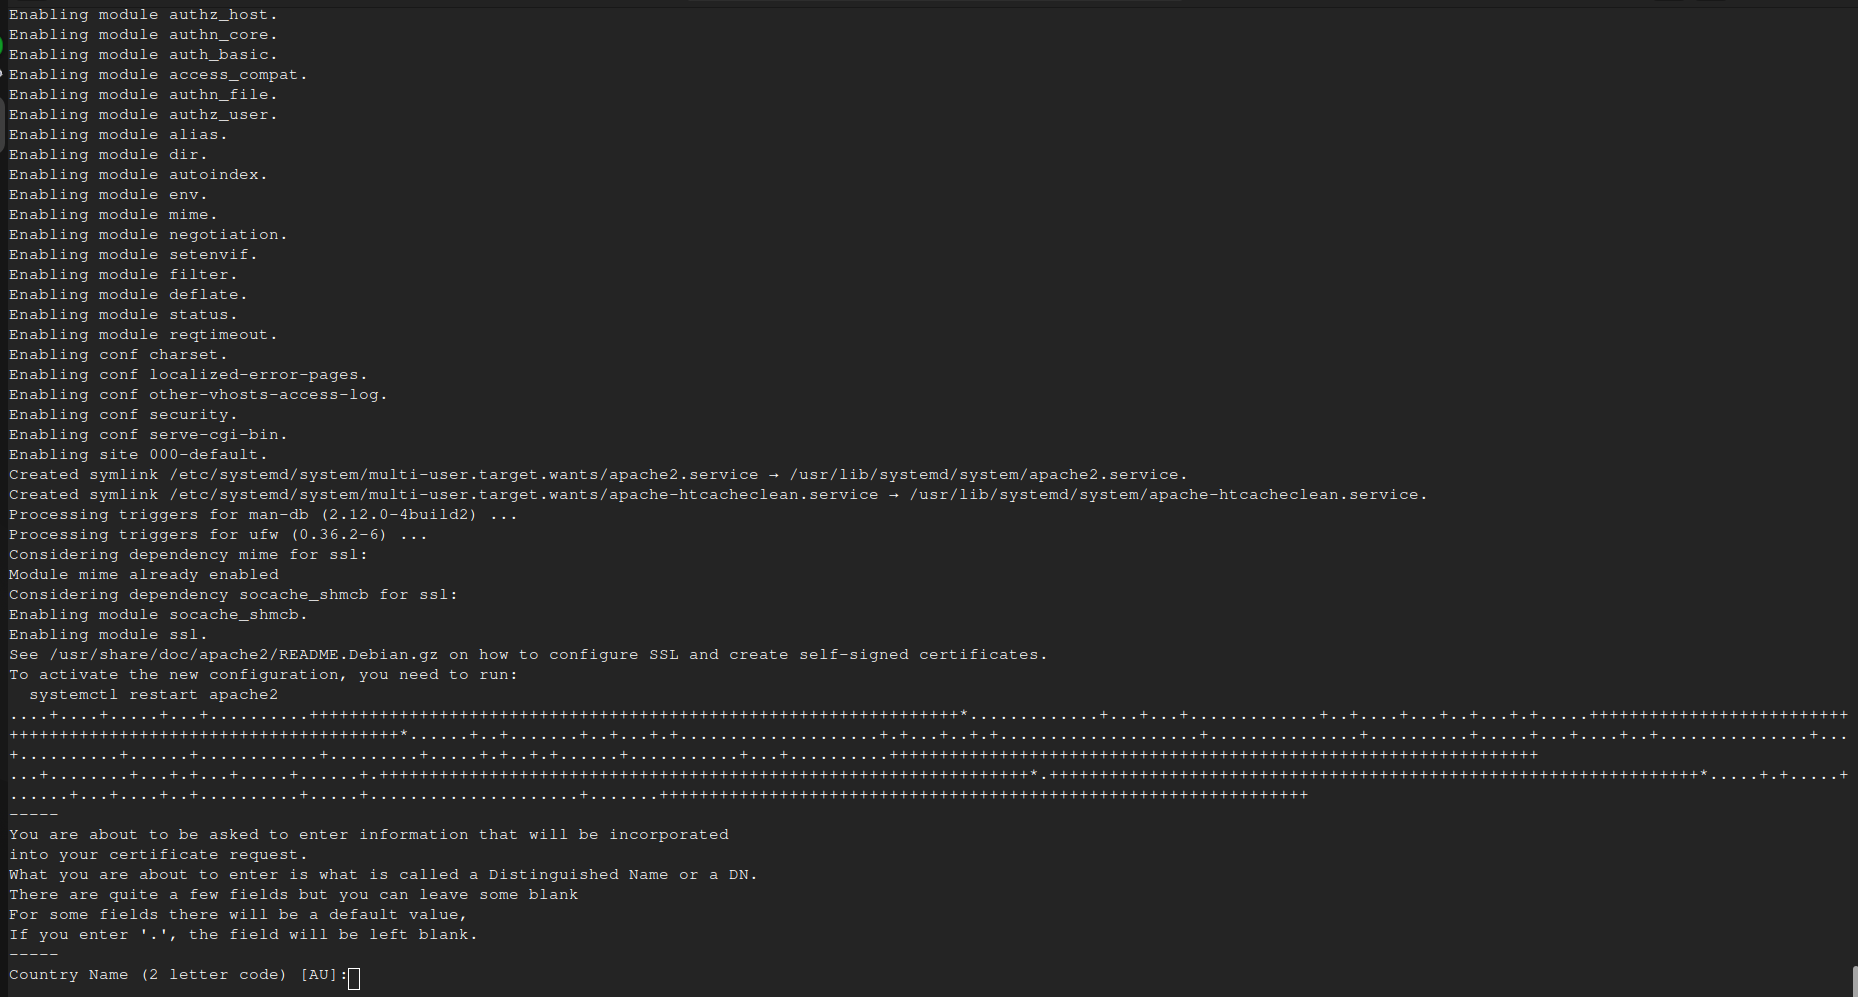 Enabling module authz_host.
Enabling module authn_core.
Enabling module auth_basic.
Enabling module access_compat.
Enabling module authn_file.
Enabling module authz_user.
Enabling module alias.
Enabling module dir.
Enabling module autoindex.
Enabling module env.
Enabling module mime.
Enabling module negotiation.
Enabling module setenvif.
Enabling module filter.
Enabling module deflate.
Enabling module status.
Enabling module reqtimeout.
Enabling conf charset.
Enabling conf localized-error-pages.
Enabling conf other-vhosts-access-log.
Enabling conf security.
Enabling conf serve-cgi-bin.
Enabling site 000-default.
Created symlink /etc/systemd/system/multi-user.target.wants/apache2.service → /usr/lib/systemd/system/apache2.service.
Created symlink /etc/systemd/system/multi-user.target.wants/apache-htcacheclean.service → /usr/lib/systemd/system/apache-htcacheclean.service.
Processing triggers for man-db (2.12.0-4build2) ...
Processing triggers for ufw (0.36.2-6) ...
Considering dependency mime for ssl:
Module mime already enabled
Considering dependency socache_shmcb for ssl:
Enabling module socache_shmcb.
Enabling module ssl.
See /usr/share/doc/apache2/README.Debian.gz on how to configure SSL and create self-signed certificates.
To activate the new configuration, you need to run:
  systemctl restart apache2
-----
You are about to be asked to enter information that will be incorporated
into your certificate request.
What you are about to enter is what is called a Distinguished Name or a DN.
There are quite a few fields but you can leave some blank
For some fields there will be a default value,
If you enter '.', the field will be left blank.
-----
Country Name (2 letter code) [AU]: